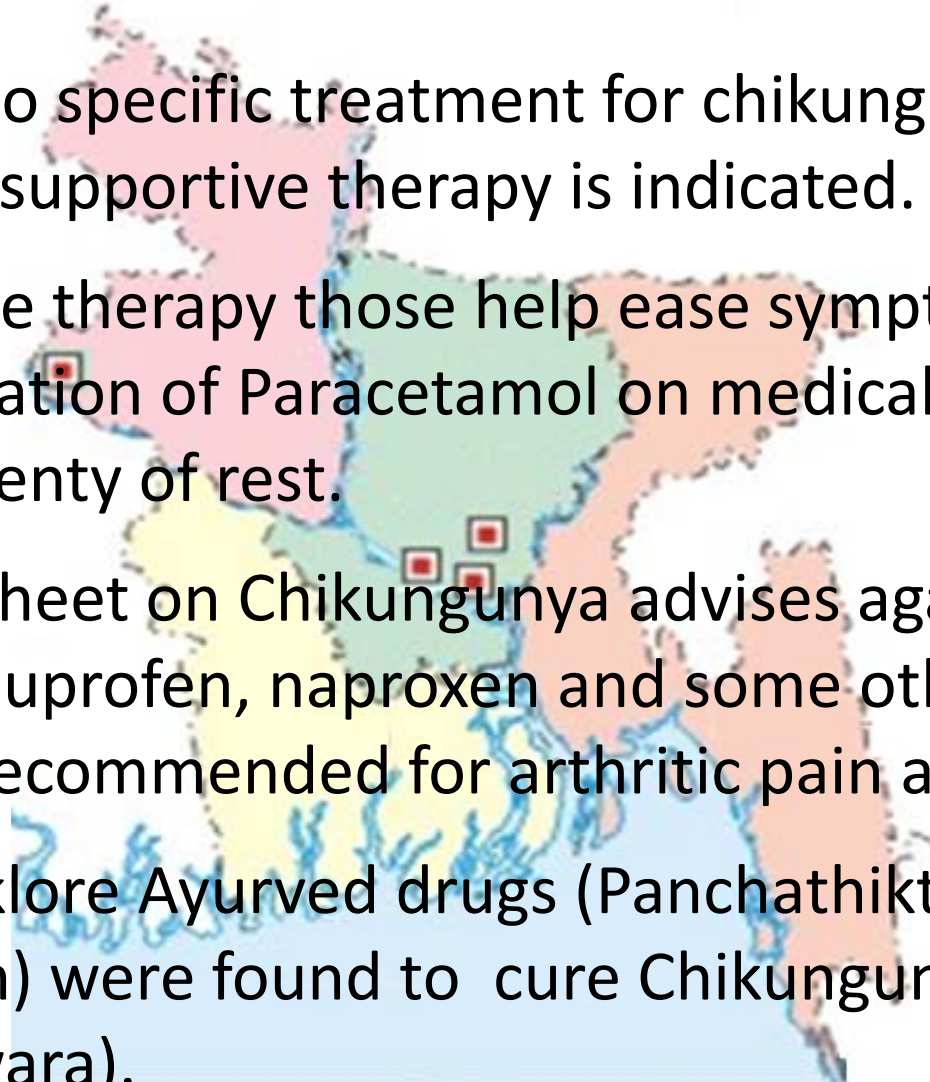 o specific treatment for chikung
supportive therapy is indicated.
e therapy those help ease sympt
ation of Paracetamol on medical
enty of rest.
heet on Chikungunya advises aga
uprofen, naproxen and some oth
ecommended for arthritic pain a
klore Ayurved drugs (Panchathikt
n) were found to  cure Chikungun
vara).